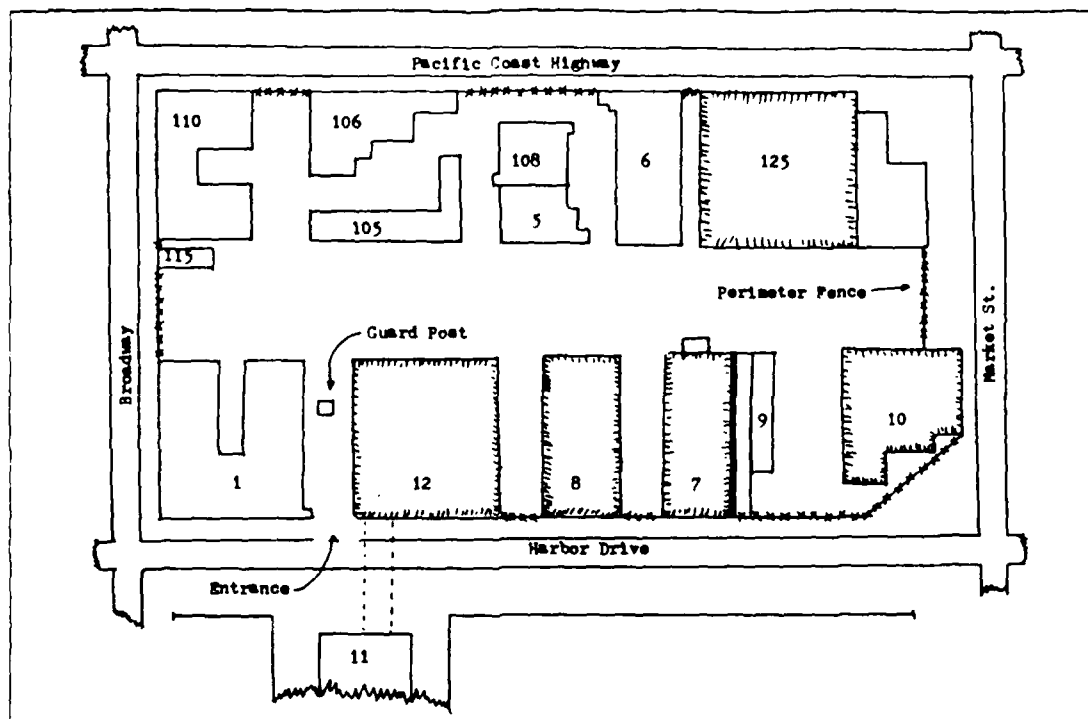 Pacific Coast Highway
110
106
108
6
125
105
5
115
Perimeter Fence
Guard Post
Broadway
Market St.
9
10
1
12
8
7
Harbor Drive
Entrance
11